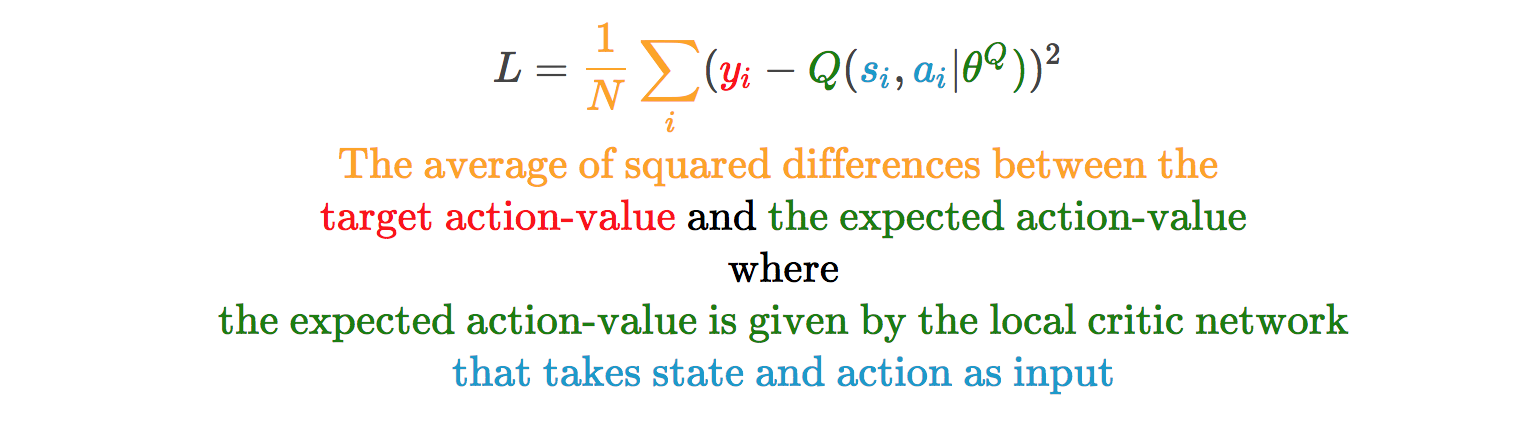 L = \frac{1}{N} \sum_{i} (y_i - Q(s_i, a_i|\theta^Q))^2
The average of squared differences between the
target action-value and the expected action-value
where
the expected action-value is given by the local critic network
that takes state and action as input